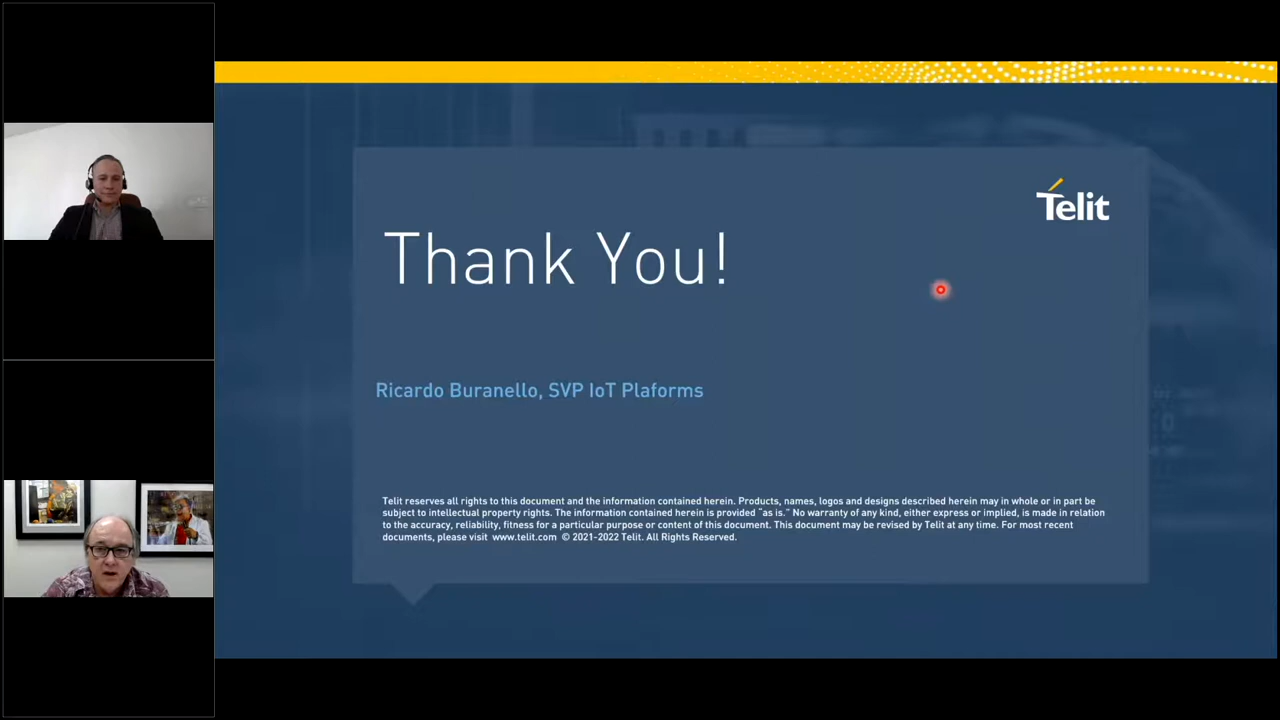 Telit
Thank You!
Ricardo Buranello, SVP IoT Plaforms
Telit reserves all rights to this document and the information contained herein. Products, names, logos and designs described herein may in whole or in part be
subject to intellectual property rights. The information contained herein is provided "as is." No warranty of any kind, either express or implied, is made in relation
to the accuracy, reliability, fitness for a particular purpose or content of this document. This document may be revised by Telit at any time. For most recent
documents, please visit www.telit.com © 2021-2022 Telit. All Rights Reserved.